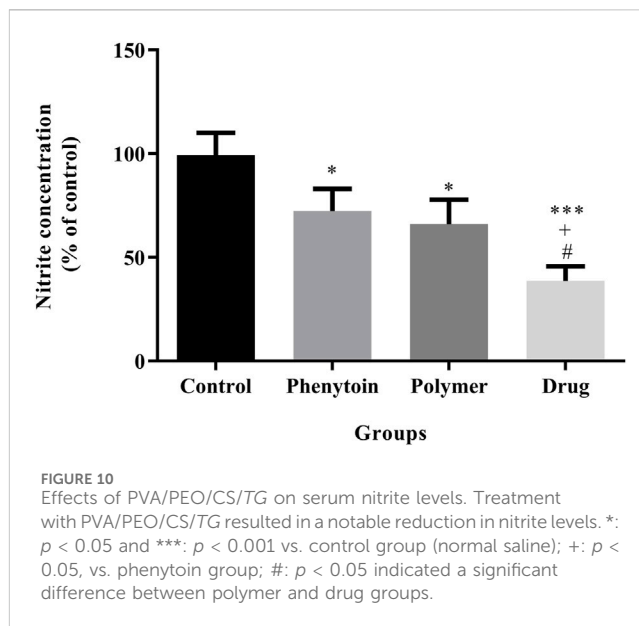 150
100
50
0
Nitrite concentration
(% of control)
*
*
***
+
#
Control Phenytoin Polymer Drug
Groups
FIGURE 10
Effects of PVA/PEO/CS/TG on serum nitrite levels. Treatment
with PVA/PEO/CS/TG resulted in a notable reduction in nitrite levels. *:
p < 0.05 and ***: p < 0.001 vs. control group (normal saline); +: p <
0.05, vs. phenytoin group; #: p < 0.05 indicated a significant
difference between polymer and drug groups.